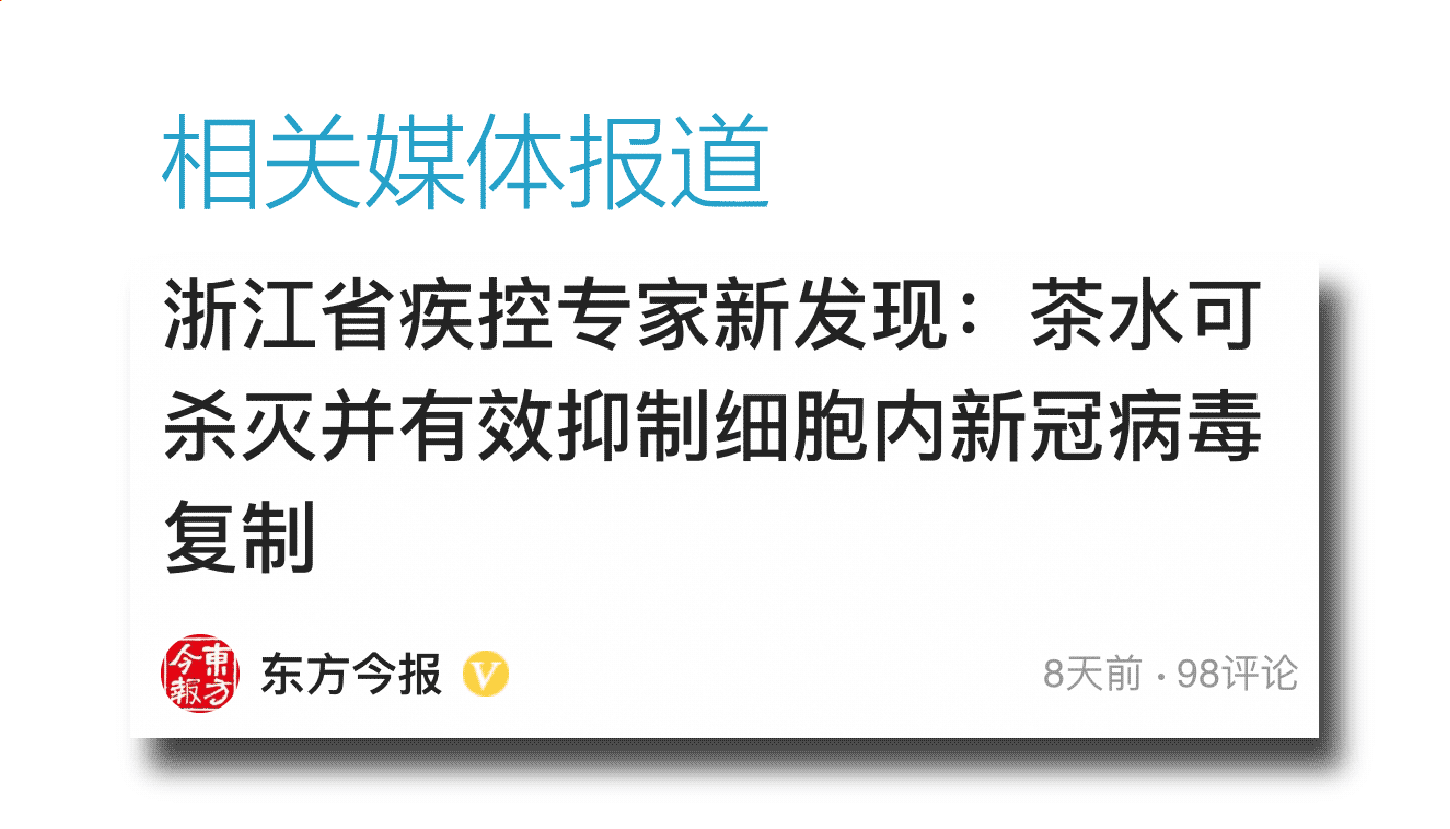 相关媒体报道
浙江省疾控专家新发现：茶水可
杀灭并有效抑制细胞内新冠病毒
复制
東方今報
东方今报 V
8天前 · 98评论